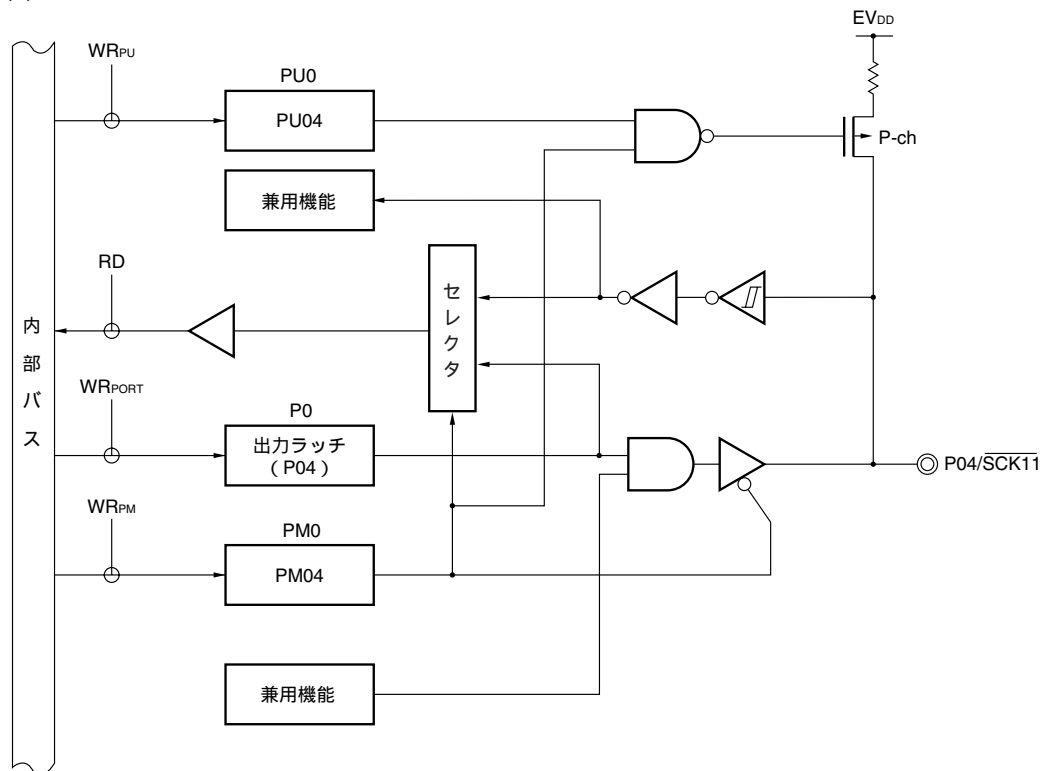 EVDD
WRPU
PU0
PU04
P-ch
兼用機能
RD
セレクタ
内部バス
WRPORT
P0
出力ラッチ
（P04）
P04/SCK11
WRPM
PM0
PM04
兼用機能